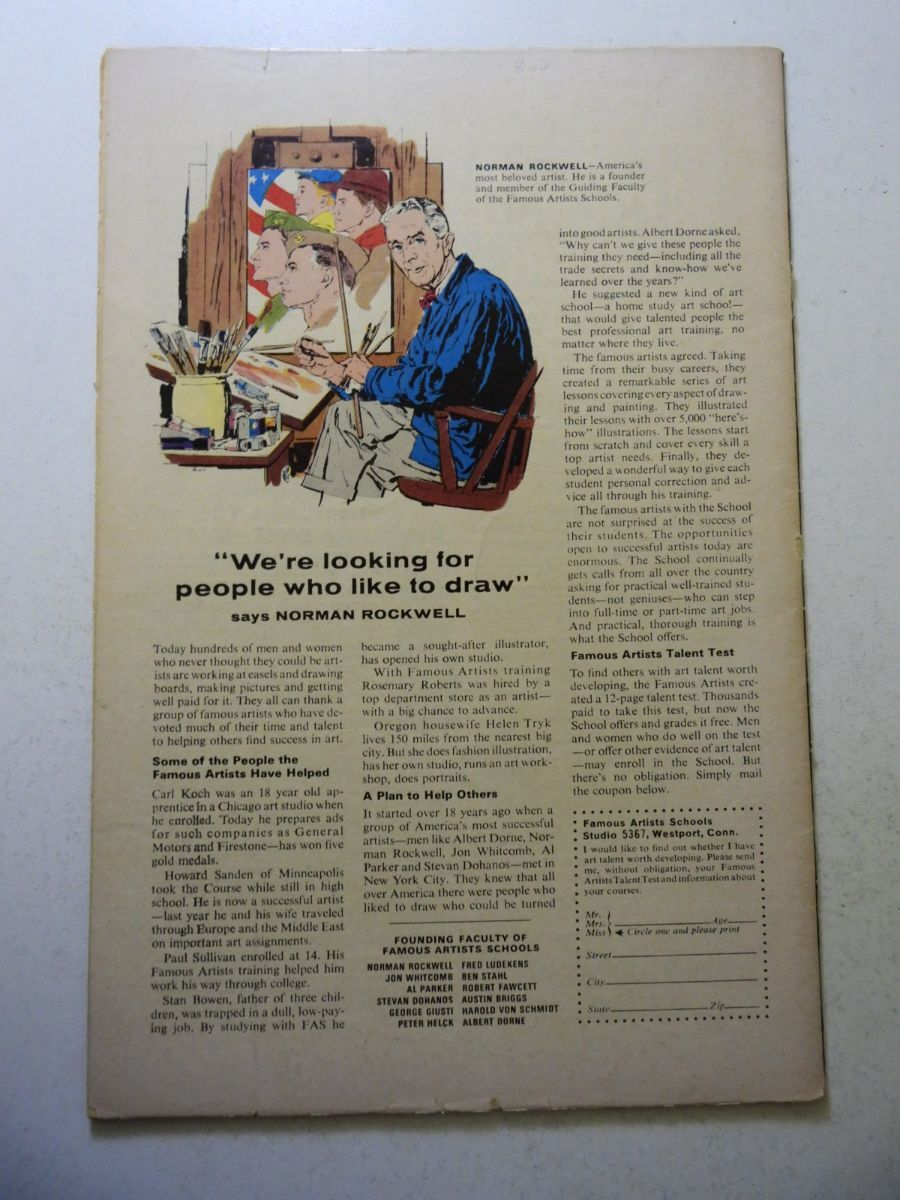 NORMAN ROCKWELL—America's
most beloved artist. He is a founder
and member of the Guiding Faculty
of the Famous Artists Schools.
"We're looking for
people who like to draw"
says NORMAN ROCKWELL
Today hundreds of men and women
who never thought they could be art-
ists are working at easels and drawing
boards, making pictures and getting
well paid for it. They all can thank a
group of famous artists who have de-
voted much of their time and talent
to helping others find success in art.
Some of the People the
Famous Artists Have Helped
Carl Koch was an 18 year old ap-
prentice in a Chicago art studio when
he enrolled. Today he prepares ads
for such companies as General
Motors and Firestone—has won five
gold medals.
Howard Sanden of Minneapolis
took the Course while still in high
school. He is now a successful artist
—last year he and his wife traveled
through Europe and the Middle East
on important art assignments.
Paul Sullivan enrolled at 14. His
Famous Artists training helped him
work his way through college.
Stan Bowen, father of three chil-
dren, was trapped in a dull, low-pay-
ing job. By studying with FAS he
became a sought-after illustrator,
has opened his own studio.
With Famous Artists training
Rosemary Roberts was hired by a
top department store as an artist—
with a big chance to advance.
Oregon housewife Helen Tryk
lives 150 miles from the nearest big
city. But she does fashion illustration,
has her own studio, runs an art work-
shop, does portraits.
A Plan to Help Others
It started over 18 years ago when a
group of America's most successful
artists—men like Albert Dorne, Nor-
man Rockwell, Jon Whitcomb, Al
Parker and Stevan Dohanos—met in
New York City. They knew that all
over America there were people who
liked to draw who could be turned
into good artists. Albert Dorne asked,
"Why can't we give these people the
training they need—including all the
trade secrets and know-how we've
learned over the years?"
He suggested a new kind of art
school—a home study art school—
that would give talented people the
best professional art training, no
matter where they live.
The famous artists agreed. Taking
time from their busy careers, they
created a remarkable series of art
lessons covering every aspect of draw-
ing and painting. They illustrated
their lessons with over 5,000 "here's-
how" illustrations. The lessons start
from scratch and cover every skill a
top artist needs. Finally, they de-
veloped a wonderful way to give each
student personal correction and ad-
vice all through his training.
The famous artists with the School
are not surprised at the success of
their students. The opportunities
open to successful artists today are
enormous. The School continually
gets calls from all over the country
asking for practical well-trained stu-
dents—not geniuses—who can step
into full-time or part-time art jobs.
And practical, thorough training is
what the School offers.
Famous Artists Talent Test
To find others with art talent worth
developing, the Famous Artists cre-
ated a 12-page talent test. Thousands
paid to take this test, but now the
School offers and grades it free. Men
and women who do well on the test
—or offer other evidence of art talent
—may enroll in the School. But
there's no obligation. Simply mail
the coupon below.
FOUNDING FACULTY OF
FAMOUS ARTISTS SCHOOLS
NORMAN ROCKWELL FRED LUDEKENS
JON WHITCOMB BEN STAHL
AL PARKER ROBERT FAWCETT
STEVAN DOHANOS AUSTIN BRIGGS
GEORGE GIUSTI HAROLD VON SCHMIDT
PETER HELCK ALBERT DORNE
Famous Artists Schools
Studio 5367, Westport, Conn.
I would like to find out whether I have
art talent worth developing. Please send
me, without obligation, your Famous
Artists Talent Test and information about
your courses.
Mr.
Mrs. Age
Miss Circle one and please print
Street
City
State Zip